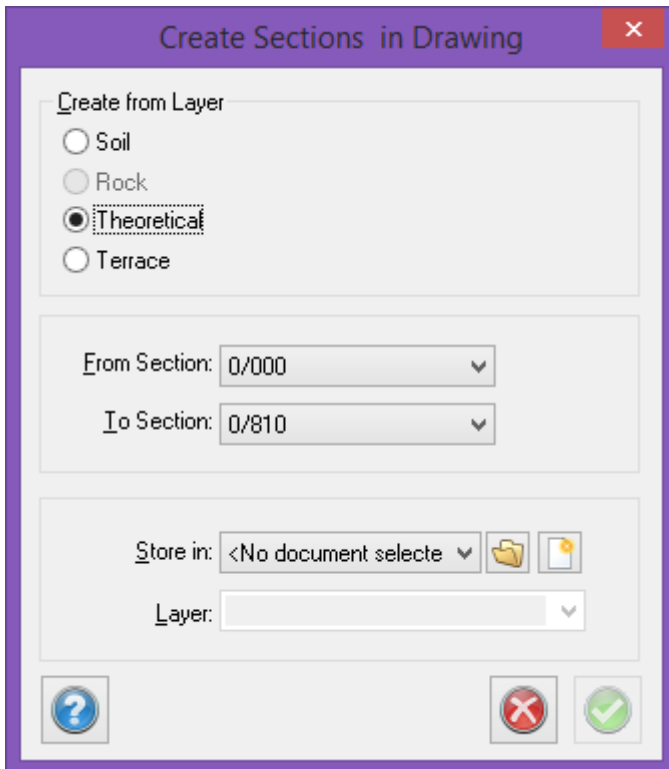 Create Sections  in Drawing
Create from Layer
Soil
Rock
Theoretical
Terrace
From Section: 0/000
To Section: 0/810
Store in: <No document selecte
Layer: